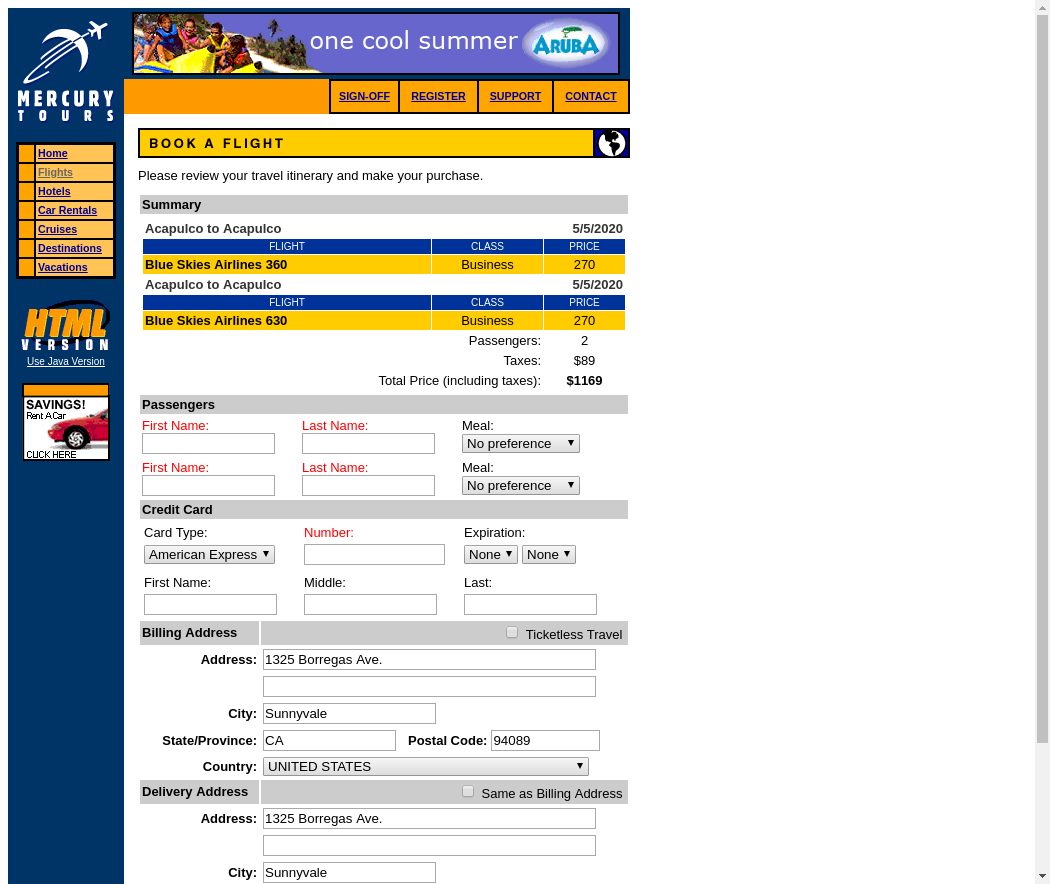 one cool summer ARUBA
MERCURY
TOURS
SIGN-OFF REGISTER SUPPORT CONTACT
Home
Flights
Hotels
Car Rentals
Cruises
Destinations
Vacations
HTML
VERSION
Use Java Version
SAVINGS!
Rent A Car
CLICK HERE
BOOK A FLIGHT
Please review your travel itinerary and make your purchase.
Summary
Acapulco to Acapulco 5/5/2020
FLIGHT CLASS PRICE
Blue Skies Airlines 360 Business 270
Acapulco to Acapulco 5/5/2020
FLIGHT CLASS PRICE
Blue Skies Airlines 630 Business 270
Passengers: 2
Taxes: $89
Total Price (including taxes): $1169
Passengers
First Name: Last Name: Meal:
No preference
First Name: Last Name: Meal:
No preference
Credit Card
Card Type: Number: Expiration:
American Express None None
First Name: Middle: Last:
Billing Address Ticketless Travel
Address: 1325 Borregas Ave.
City: Sunnyvale
State/Province: CA Postal Code: 94089
Country: UNITED STATES
Delivery Address Same as Billing Address
Address: 1325 Borregas Ave.
City: Sunnyvale